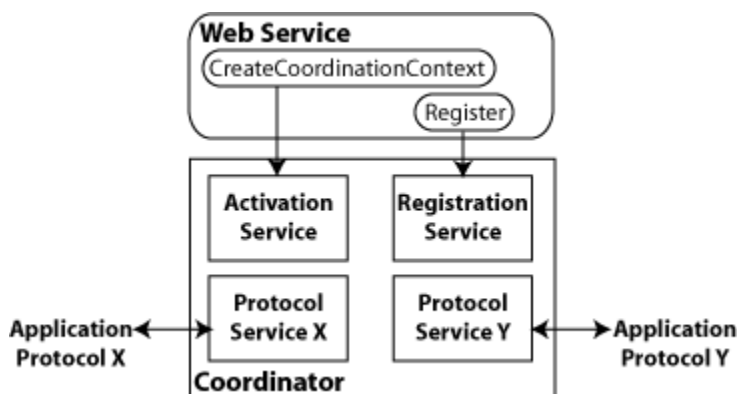 Web Service
CreateCoordinationContext
Register
Activation
Service
Registration
Service
Protocol
Service X
Protocol
Service Y
Application
Protocol X
Application
Protocol Y
Coordinator